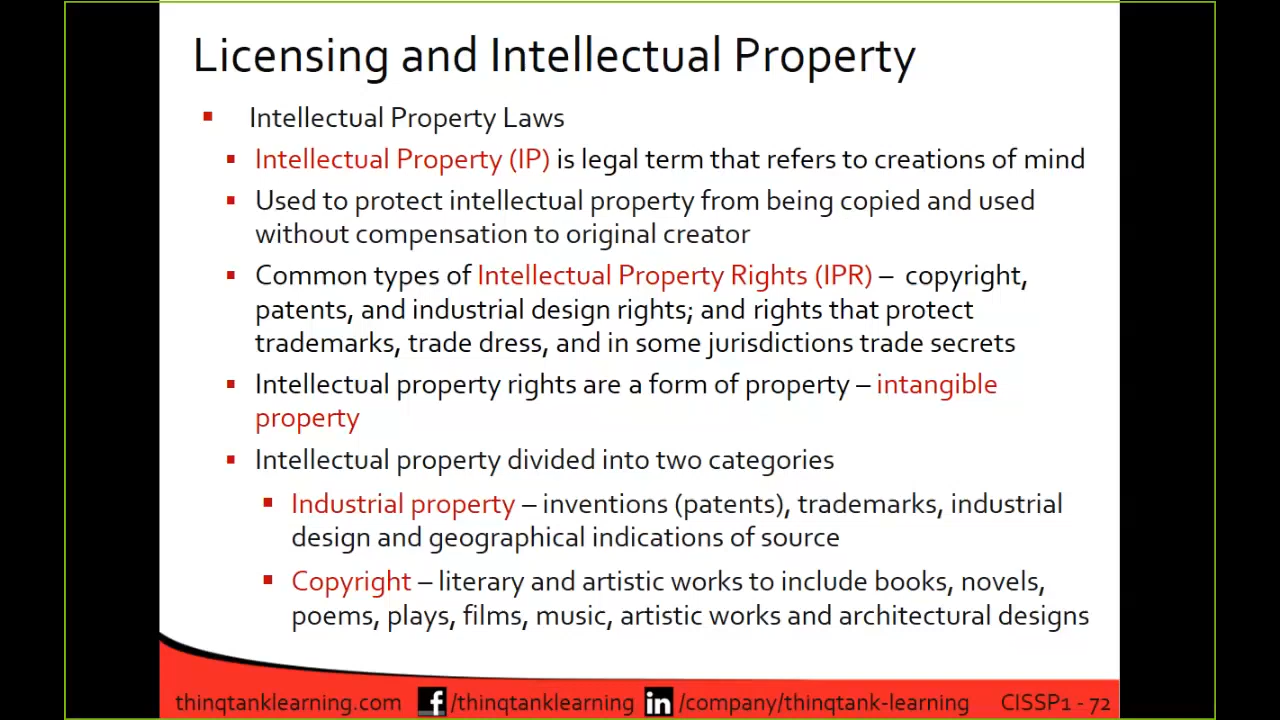 Licensing and Intellectual Property
▪ Intellectual Property Laws
▪ Intellectual Property (IP) is legal term that refers to creations of mind
▪ Used to protect intellectual property from being copied and used
without compensation to original creator
▪ Common types of Intellectual Property Rights (IPR) – copyright,
patents, and industrial design rights; and rights that protect
trademarks, trade dress, and in some jurisdictions trade secrets
▪ Intellectual property rights are a form of property – intangible
property
▪ Intellectual property divided into two categories
▪ Industrial property – inventions (patents), trademarks, industrial
design and geographical indications of source
▪ Copyright – literary and artistic works to include books, novels,
poems, plays, films, music, artistic works and architectural designs
thinqtanklearning.com f /thinqtanklearning in /company/thinqtank-learning CISSP1 - 72